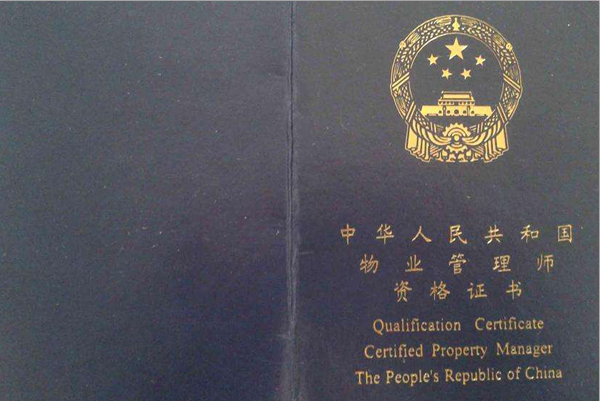 中华人民共和国
物业管理师
资格证书
Qualification Certificate
Certified Property Manager
The People's Republic of China